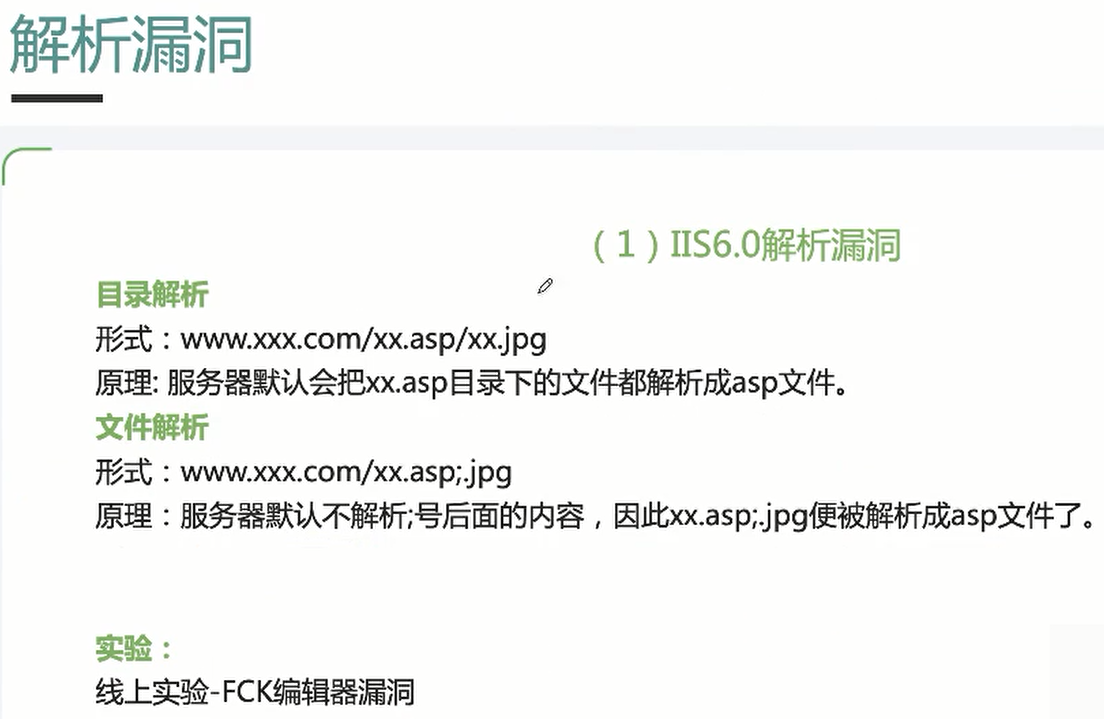 解析漏洞
（1）IIS6.0解析漏洞
目录解析
形式：www.xxx.com/xx.asp/xx.jpg
原理: 服务器默认会把xx.asp目录下的文件都解析成asp文件。
文件解析
形式：www.xxx.com/xx.asp;.jpg
原理：服务器默认不解析;号后面的内容，因此xx.asp;.jpg便被解析成asp文件了。
实验：
线上实验-FCK编辑器漏洞